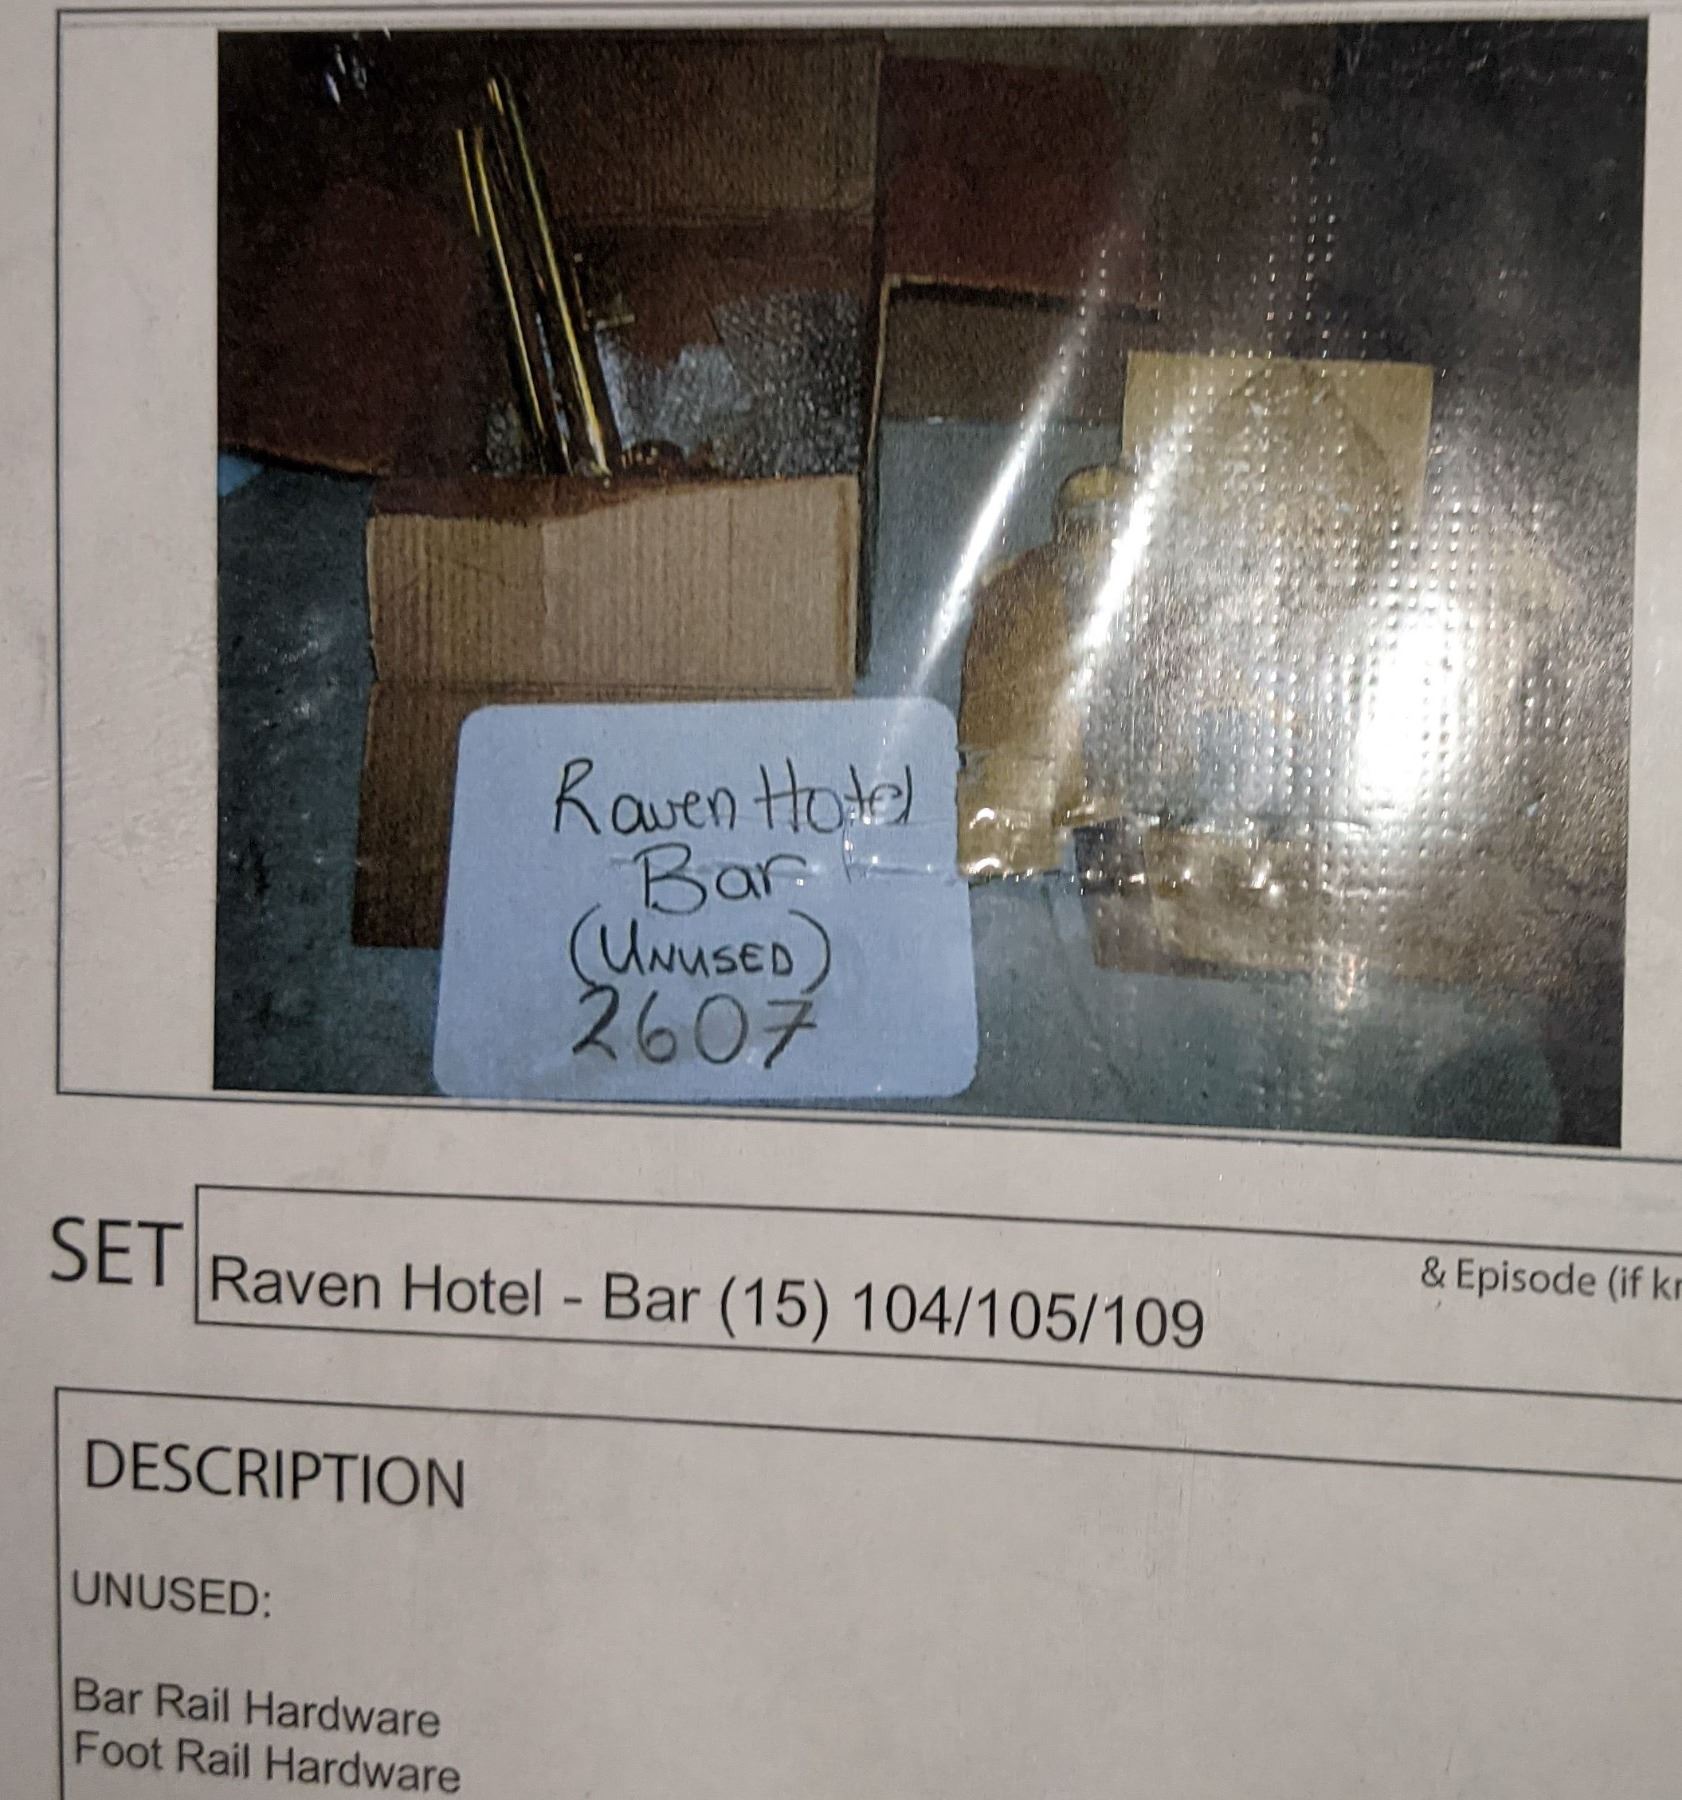 Raven Hotel
Bar
(UNUSED)
2607
SET
Raven Hotel - Bar (15) 104/105/109
& Episode (if
DESCRIPTION
UNUSED:
Bar Rail Hardware
Foot Rail Hardware